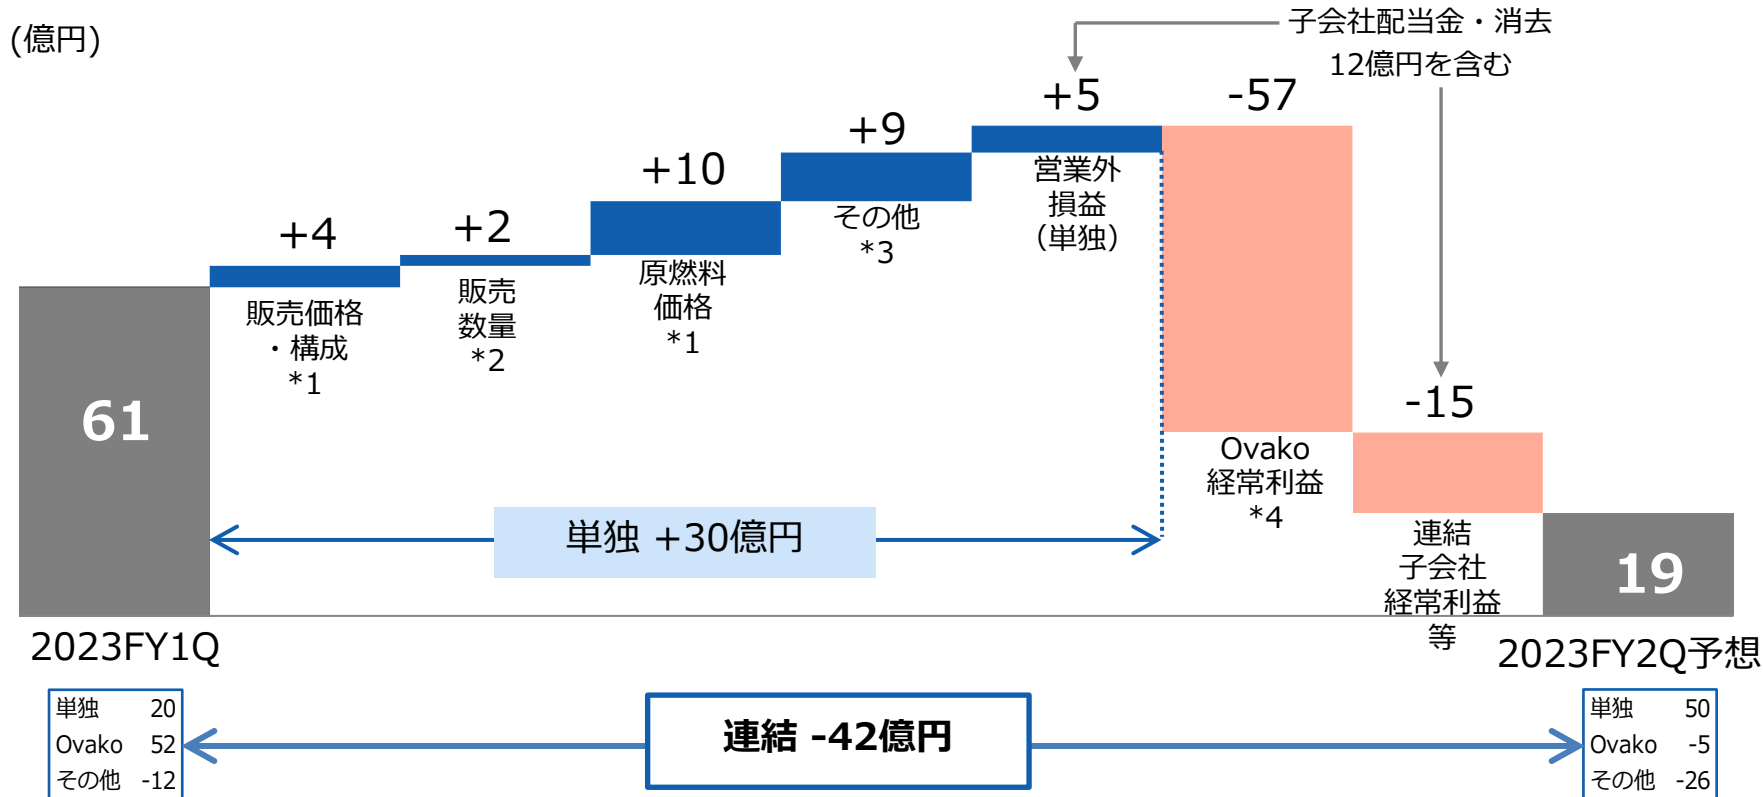 (億円)
子会社配当金・消去
12億円を含む
+4
+2
+10
+9
+5
-57
-15
販売価格
・構成
*1
販売
数量
*2
原燃料
価格
*1
その他
*3
営業外
損益
（単独）
Ovako
経常利益
*4
連結
子会社
経常利益
等
61
19
単独 +30億円
2023FY1Q
2023FY2Q予想
単独 20
Ovako 52
その他 -12
連結 -42億円
単独 50
Ovako -5
その他 -26